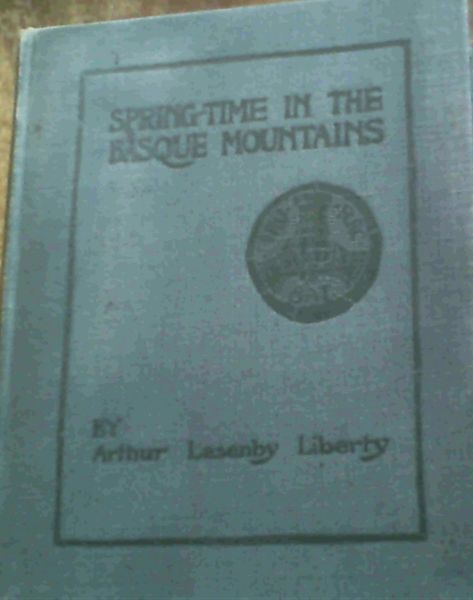 SPRING-TIME IN THE
BASQUE MOUNTAINS
BY
Arthur Lasenby Liberty